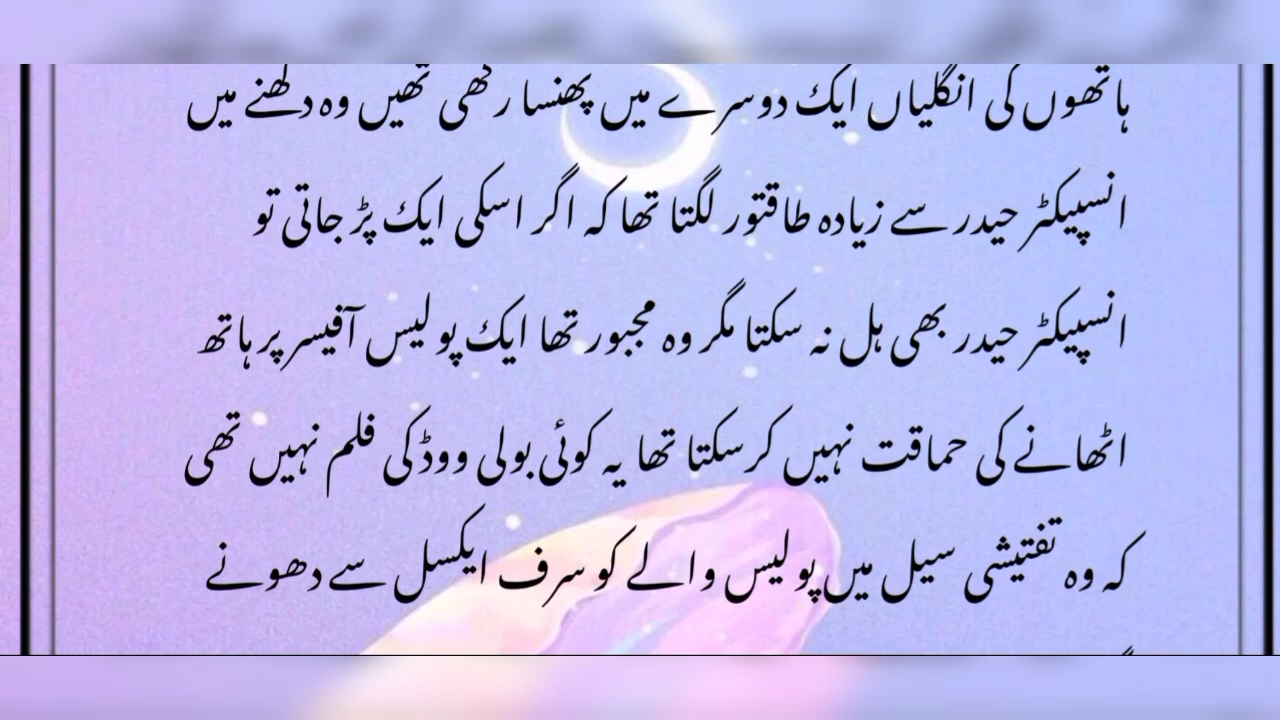 ہاتھوں کی انگلیاں ایک دوسرے میں پھنسا رکھی تھیں وہ دکھنے میں
انسپیکٹر حیدر سے زیادہ طاقتور لگتا تھا کہ اگر اسکی ایک پڑ جاتی تو
انسپیکٹر حیدر بھی ہل نہ سکتا مگر وہ مجبور تھا ایک پولیس آفیسر پر ہاتھ
اٹھانے کی حماقت نہیں کر سکتا تھا یہ کوئی بولی ووڈ کی فلم نہیں تھی
کہ وہ تفتیشی سیل میں پولیس والے کو سرف ایکسل سے دھونے